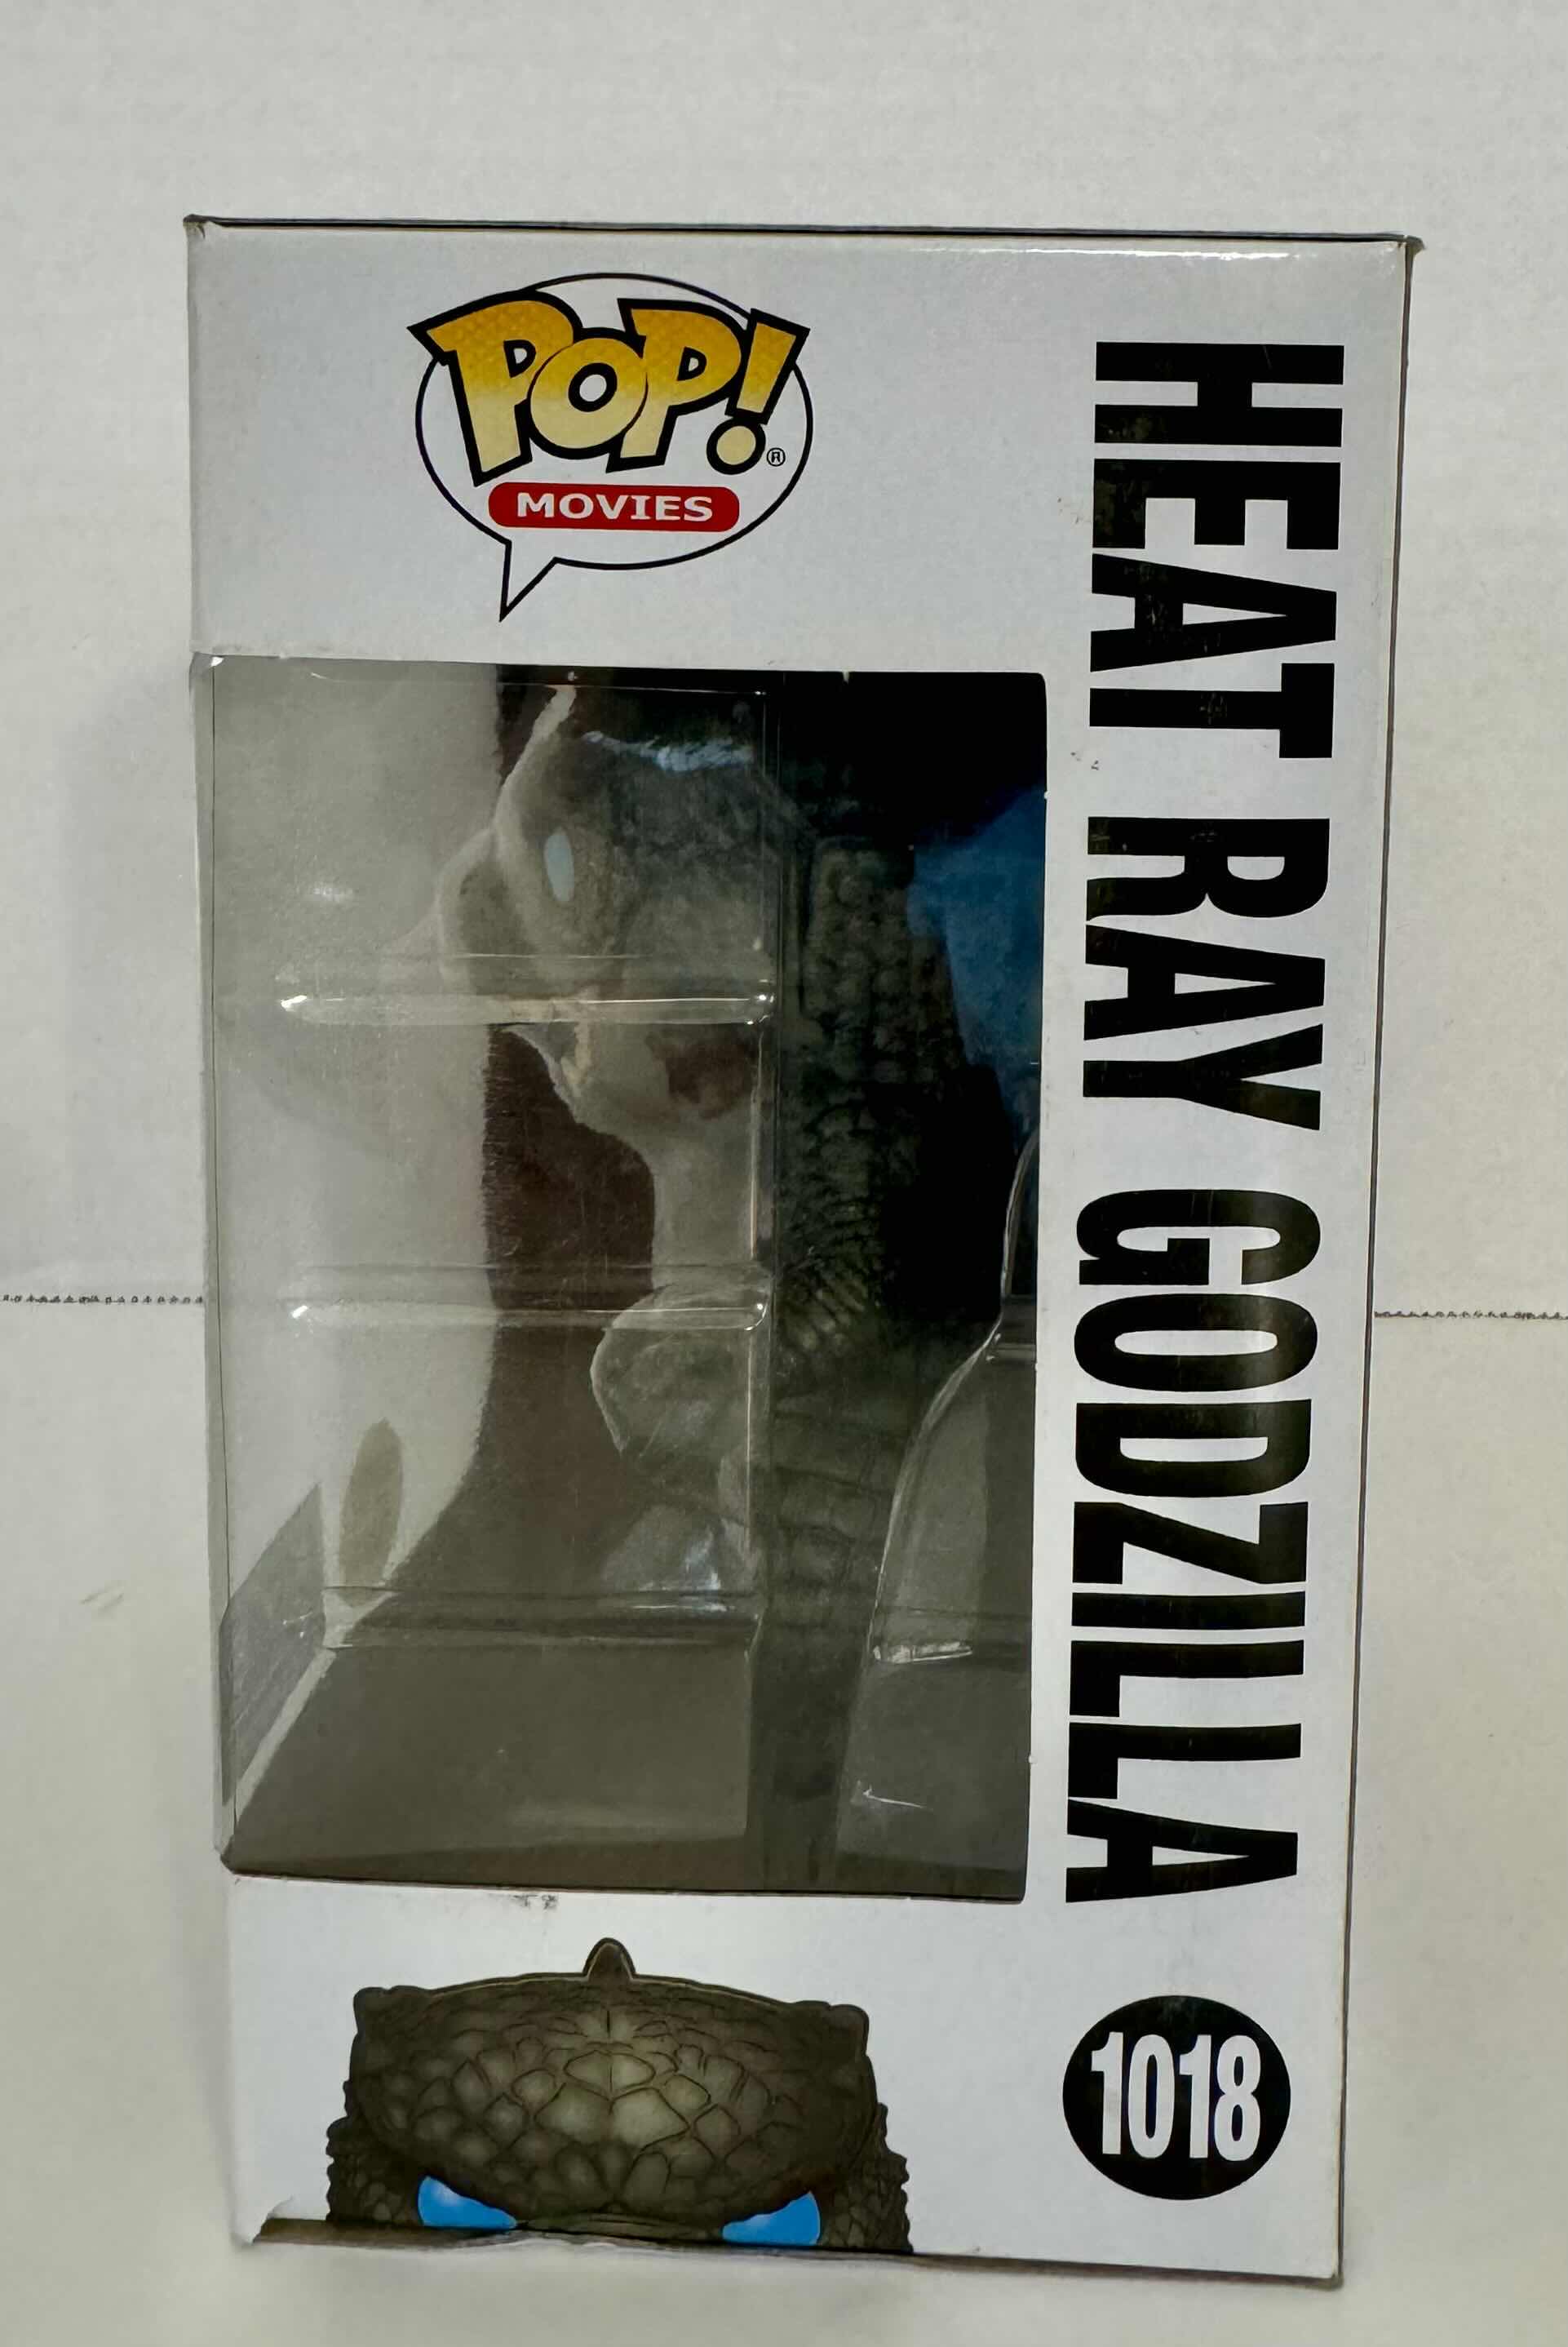 POP!®
MOVIES
HEAT RAY GODZILLA
1018